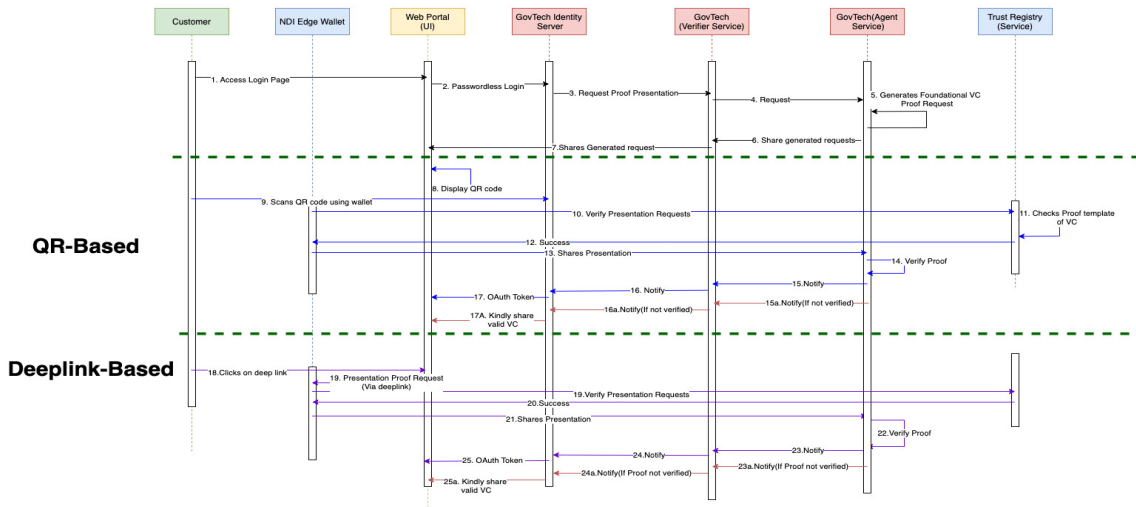 Customer
NDI Edge Wallet
Web Portal
(UI)
GovTech Identity
Server
GovTech
(Verifier Service)
GovTech(Agent
Service)
Trust Registry
(Service)
1. Access Login Page
2. Passwordless Login
3. Request Proof Presentation
4. Request
5. Generates Foundational VC
Proof Request
6. Share generated requests
7.Shares Generated request
8. Display QR code
9. Scans QR code using wallet
10. Verify Presentation Requests
11. Checks Proof template
of VC
QR-Based
12. Success
13. Shares Presentation
14. Verify Proof
15.Notify
16. Notify
17. OAuth Token
15a.Notify(If not verified)
16a.Notify(If not verified)
17A. Kindly share
valid VC
Deeplink-Based
18.Clicks on deep link
19. Presentation Proof Request
(Via deeplink)
19.Verify Presentation Requests
20.Success
21.Shares Presentation
22.Verify Proof
23.Notify
24.Notify
25. OAuth Token
23a.Notify(If Proof not verified)
24a.Notify(If Proof not verified)
25a. Kindly share
valid VC